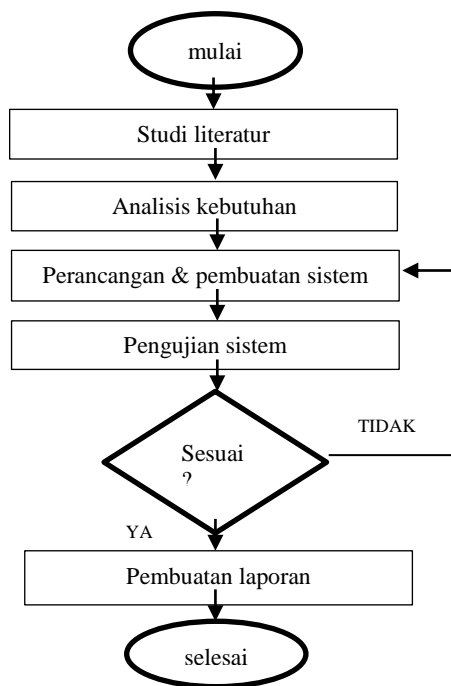 mulai
Studi literatur
Analisis kebutuhan
Perancangan & pembuatan sistem
Pengujian sistem
Sesuai
?
TIDAK
YA
Pembuatan laporan
selesai